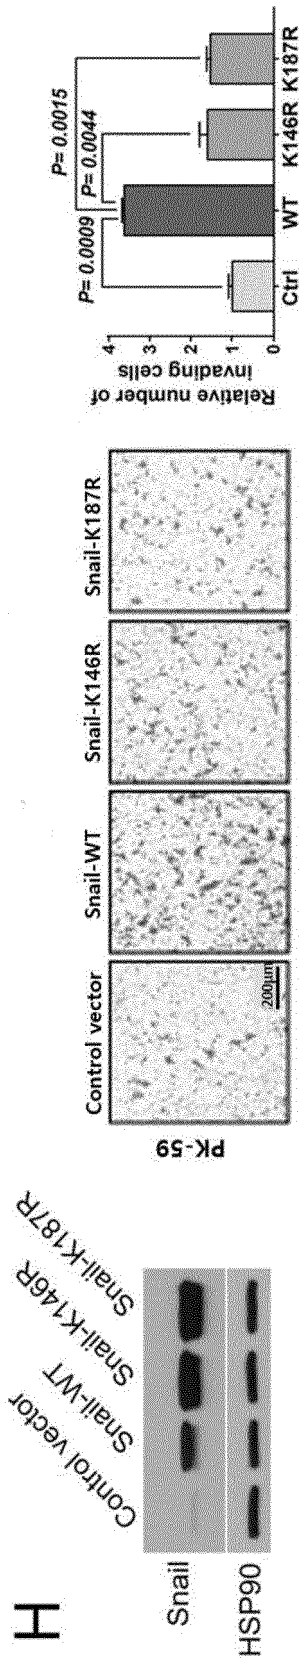 H
Control vector
Snail-WT
Snail-K146R
Snail-K187R
Snail
HSP90
PK-59
Control vector
Snail-WT
Snail-K146R
Snail-K187R
200μm
Relative number of
invading cells
4
3
2
1
0
P= 0.0015
P= 0.0009
P= 0.0044
Ctrl
WT
K146R
K187R